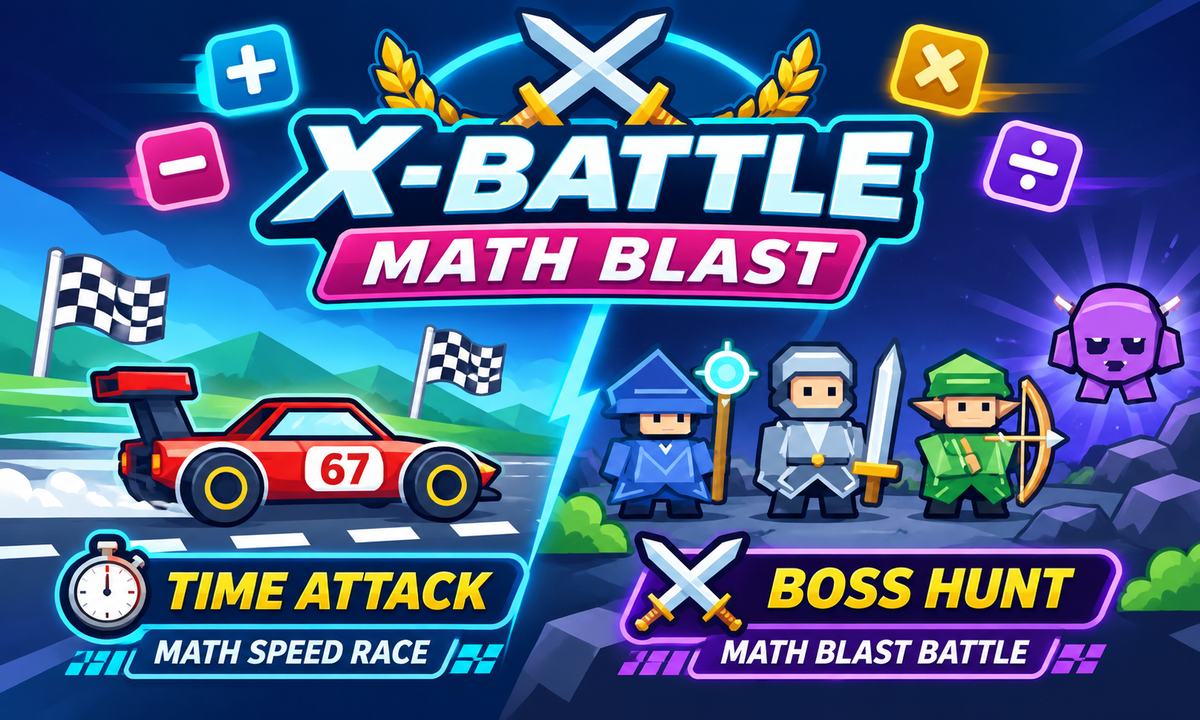 X-BATTLE
MATH BLAST
67
TIME ATTACK
MATH SPEED RACE
BOSS HUNT
MATH BLAST BATTLE